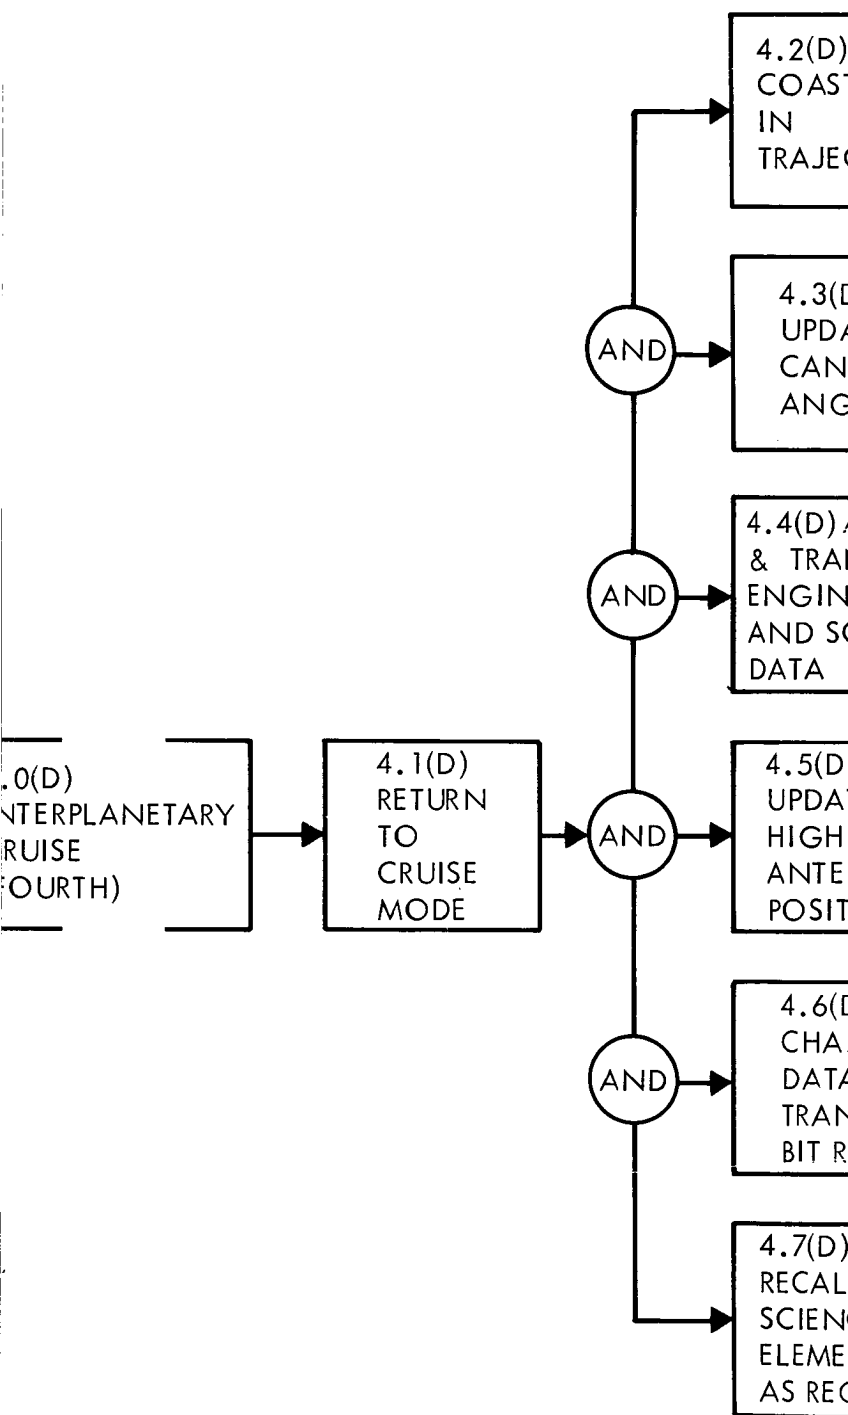 .0(D)
NTERPLANETARY
RUISE
FOURTH)
4.1(D)
RETURN
TO
CRUISE
MODE
AND
AND
AND
AND
4.2(D)
COAST
IN
TRAJEC
4.3(D
UPDA
CAN
ANG
4.4(D) A
& TRAN
ENGIN
AND SC
DATA
4.5(D
UPDAT
HIGH
ANTE
POSIT
4.6(D
CHA
DATA
TRAN
BIT R
4.7(D)
RECAL
SCIEN
ELEME
AS REQ